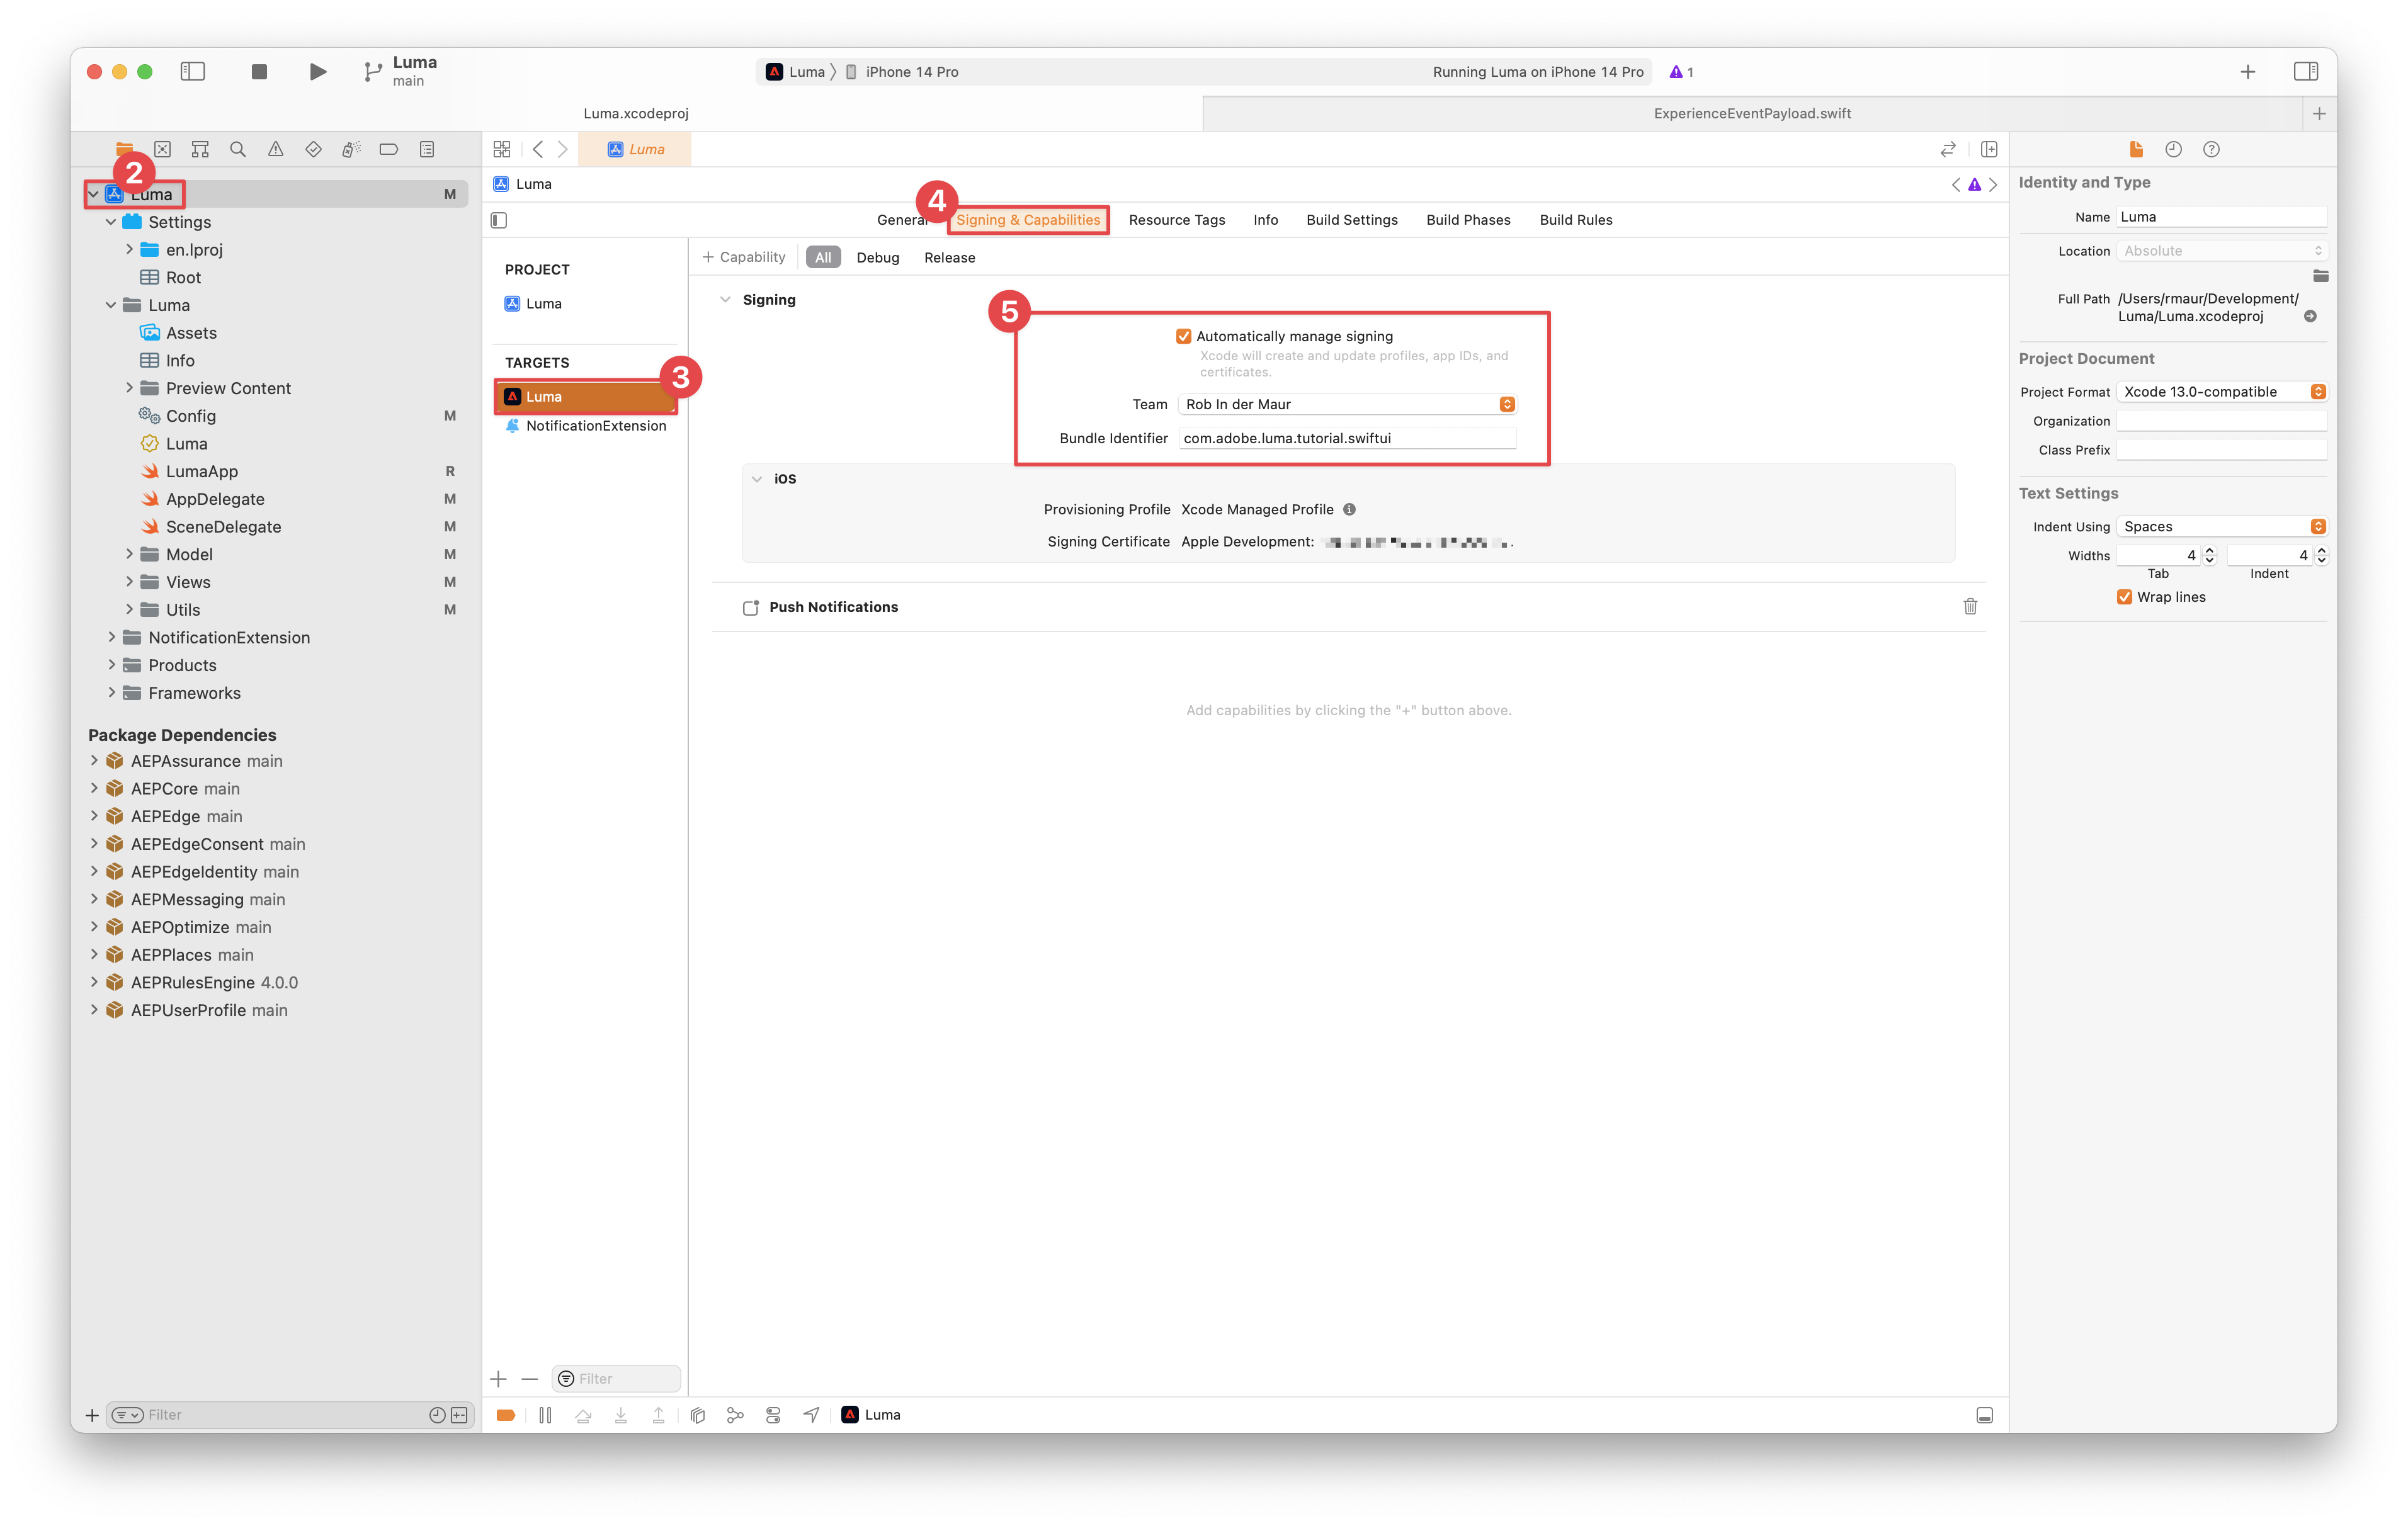 Luma
main
Luma
iPhone 14 Pro
Running Luma on iPhone 14 Pro
1
Luma.xcodeproj
ExperienceEventPayload.swift
2
Luma
M
Settings
en.lproj
Root
Luma
Assets
Info
Preview Content
Config
M
Luma
LumaApp
R
AppDelegate
M
SceneDelegate
M
Model
M
Views
M
Utils
M
NotificationExtension
Products
Frameworks
Package Dependencies
AEPAssurance main
AEPCore main
AEPEdge main
AEPEdgeConsent main
AEPEdgeIdentity main
AEPMessaging main
AEPOptimize main
AEPPlaces main
AEPRulesEngine 4.0.0
AEPUserProfile main
Filter
Luma
Luma
4
General
Signing & Capabilities
Resource Tags
Info
Build Settings
Build Phases
Build Rules
PROJECT
Luma
TARGETS
3
Luma
NotificationExtension
Filter
+ Capability
All
Debug
Release
Signing
5
Automatically manage signing
Xcode will create and update profiles, app IDs, and
certificates.
Team
Rob In der Maur
Bundle Identifier
com.adobe.luma.tutorial.swiftui
iOS
Provisioning Profile
Xcode Managed Profile
Signing Certificate
Apple Development:
Push Notifications
Add capabilities by clicking the "+" button above.
Luma
Identity and Type
Name
Luma
Location
Absolute
Full Path
/Users/rmaur/Development/
Luma/Luma.xcodeproj
Project Document
Project Format
Xcode 13.0-compatible
Organization
Class Prefix
Text Settings
Indent Using
Spaces
Widths
4
4
Tab
Indent
Wrap lines